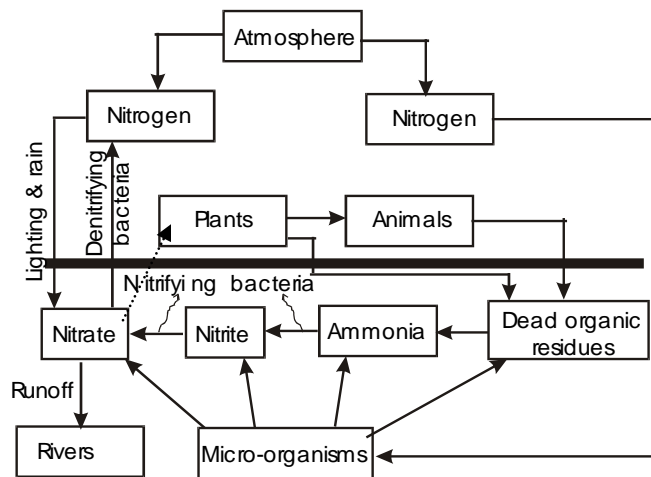 Atmosphere
Nitrogen
Nitrogen
Lighting & rain
Denitrifying
bacteria
Plants
Animals
Nitrifying bacteria
Nitrate
Nitrite
Ammonia
Dead organic
residues
Runoff
Rivers
Micro-organisms